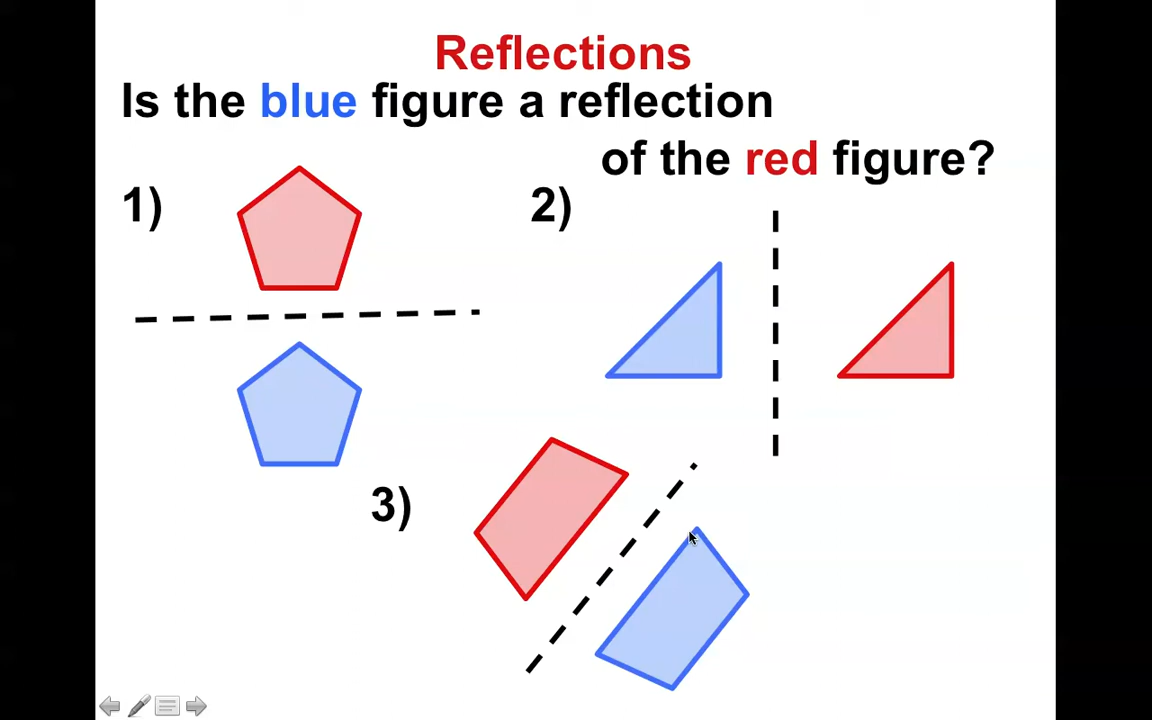 Reflections
Is the blue figure a reflection
of the red figure?
1)
2)
3)